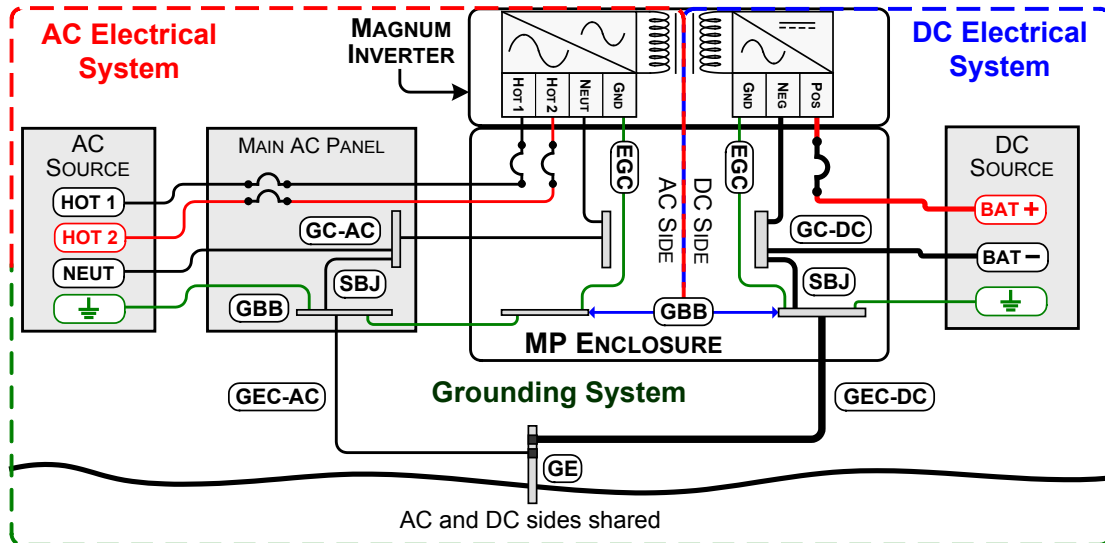 AC Electrical
System
MAGNUM
INVERTER
DC Electrical
System
HOT 1
HOT 2
NEUT
GND
GND
NEG
POS
AC
SOURCE
HOT 1
HOT 2
NEUT
MAIN AC PANEL
GC-AC
SBJ
GBB
EGC
AC SIDE
DC SIDE
EGC
GC-DC
SBJ
GBB
MP ENCLOSURE
DC
SOURCE
BAT +
BAT −
GEC-AC
Grounding System
GEC-DC
GE
AC and DC sides shared